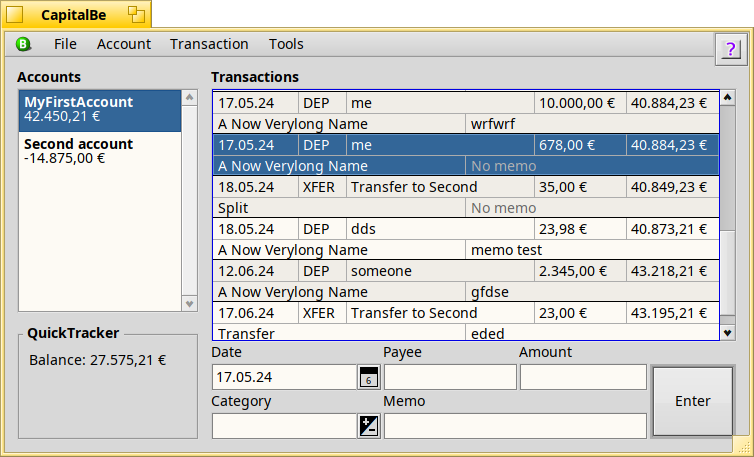 CapitalBe
File Account Transaction Tools
?
Accounts
MyFirstAccount
42.450,21 €
Second account
-14.875,00 €
QuickTracker
Balance: 27.575,21 €
Transactions
17.05.24 DEP me 10.000,00 € 40.884,23 €
A Now Verylong Name wrfwrf
17.05.24 DEP me 678,00 € 40.884,23 €
A Now Verylong Name No memo
18.05.24 XFER Transfer to Second 35,00 € 40.849,23 €
Split No memo
18.05.24 DEP dds 23,98 € 40.873,21 €
A Now Verylong Name memo test
12.06.24 DEP someone 2.345,00 € 43.218,21 €
A Now Verylong Name gfdse
17.06.24 XFER Transfer to Second 23,00 € 43.195,21 €
Transfer eded
Date Payee Amount
17.05.24 6
Category Memo
Enter